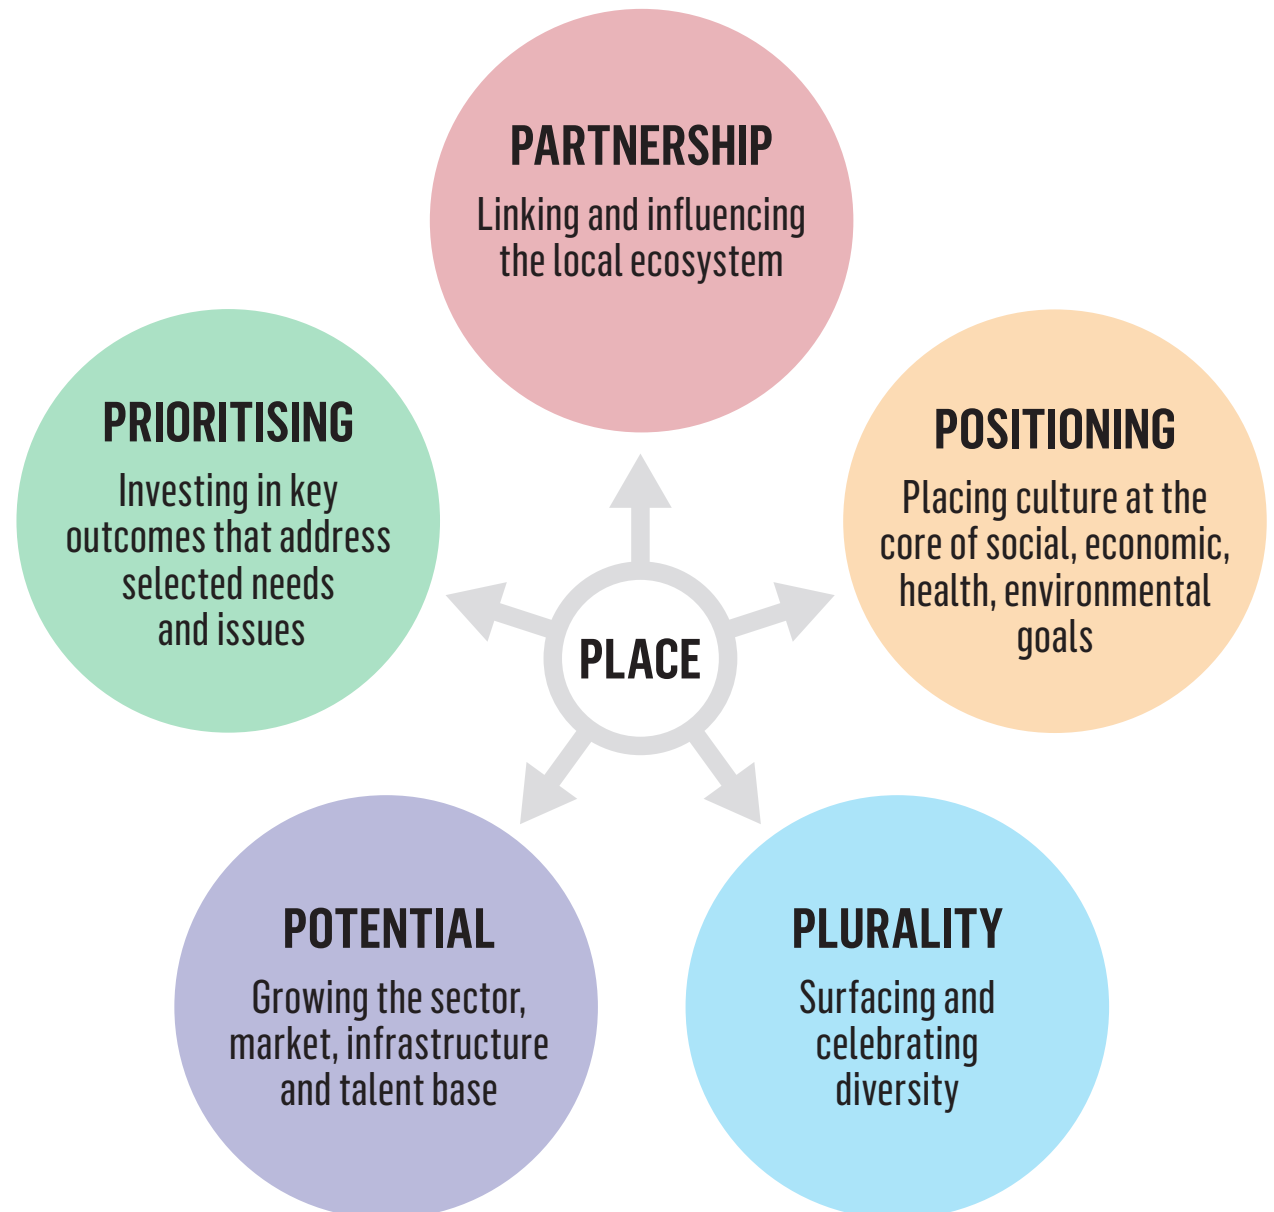 PARTNERSHIP
Linking and influencing
the local ecosystem
PRIORITISING
Investing in key
outcomes that address
selected needs
and issues
POSITIONING
Placing culture at the
core of social, economic,
health, environmental
goals
PLACE
POTENTIAL
Growing the sector,
market, infrastructure
and talent base
PLURALITY
Surfacing and
celebrating
diversity